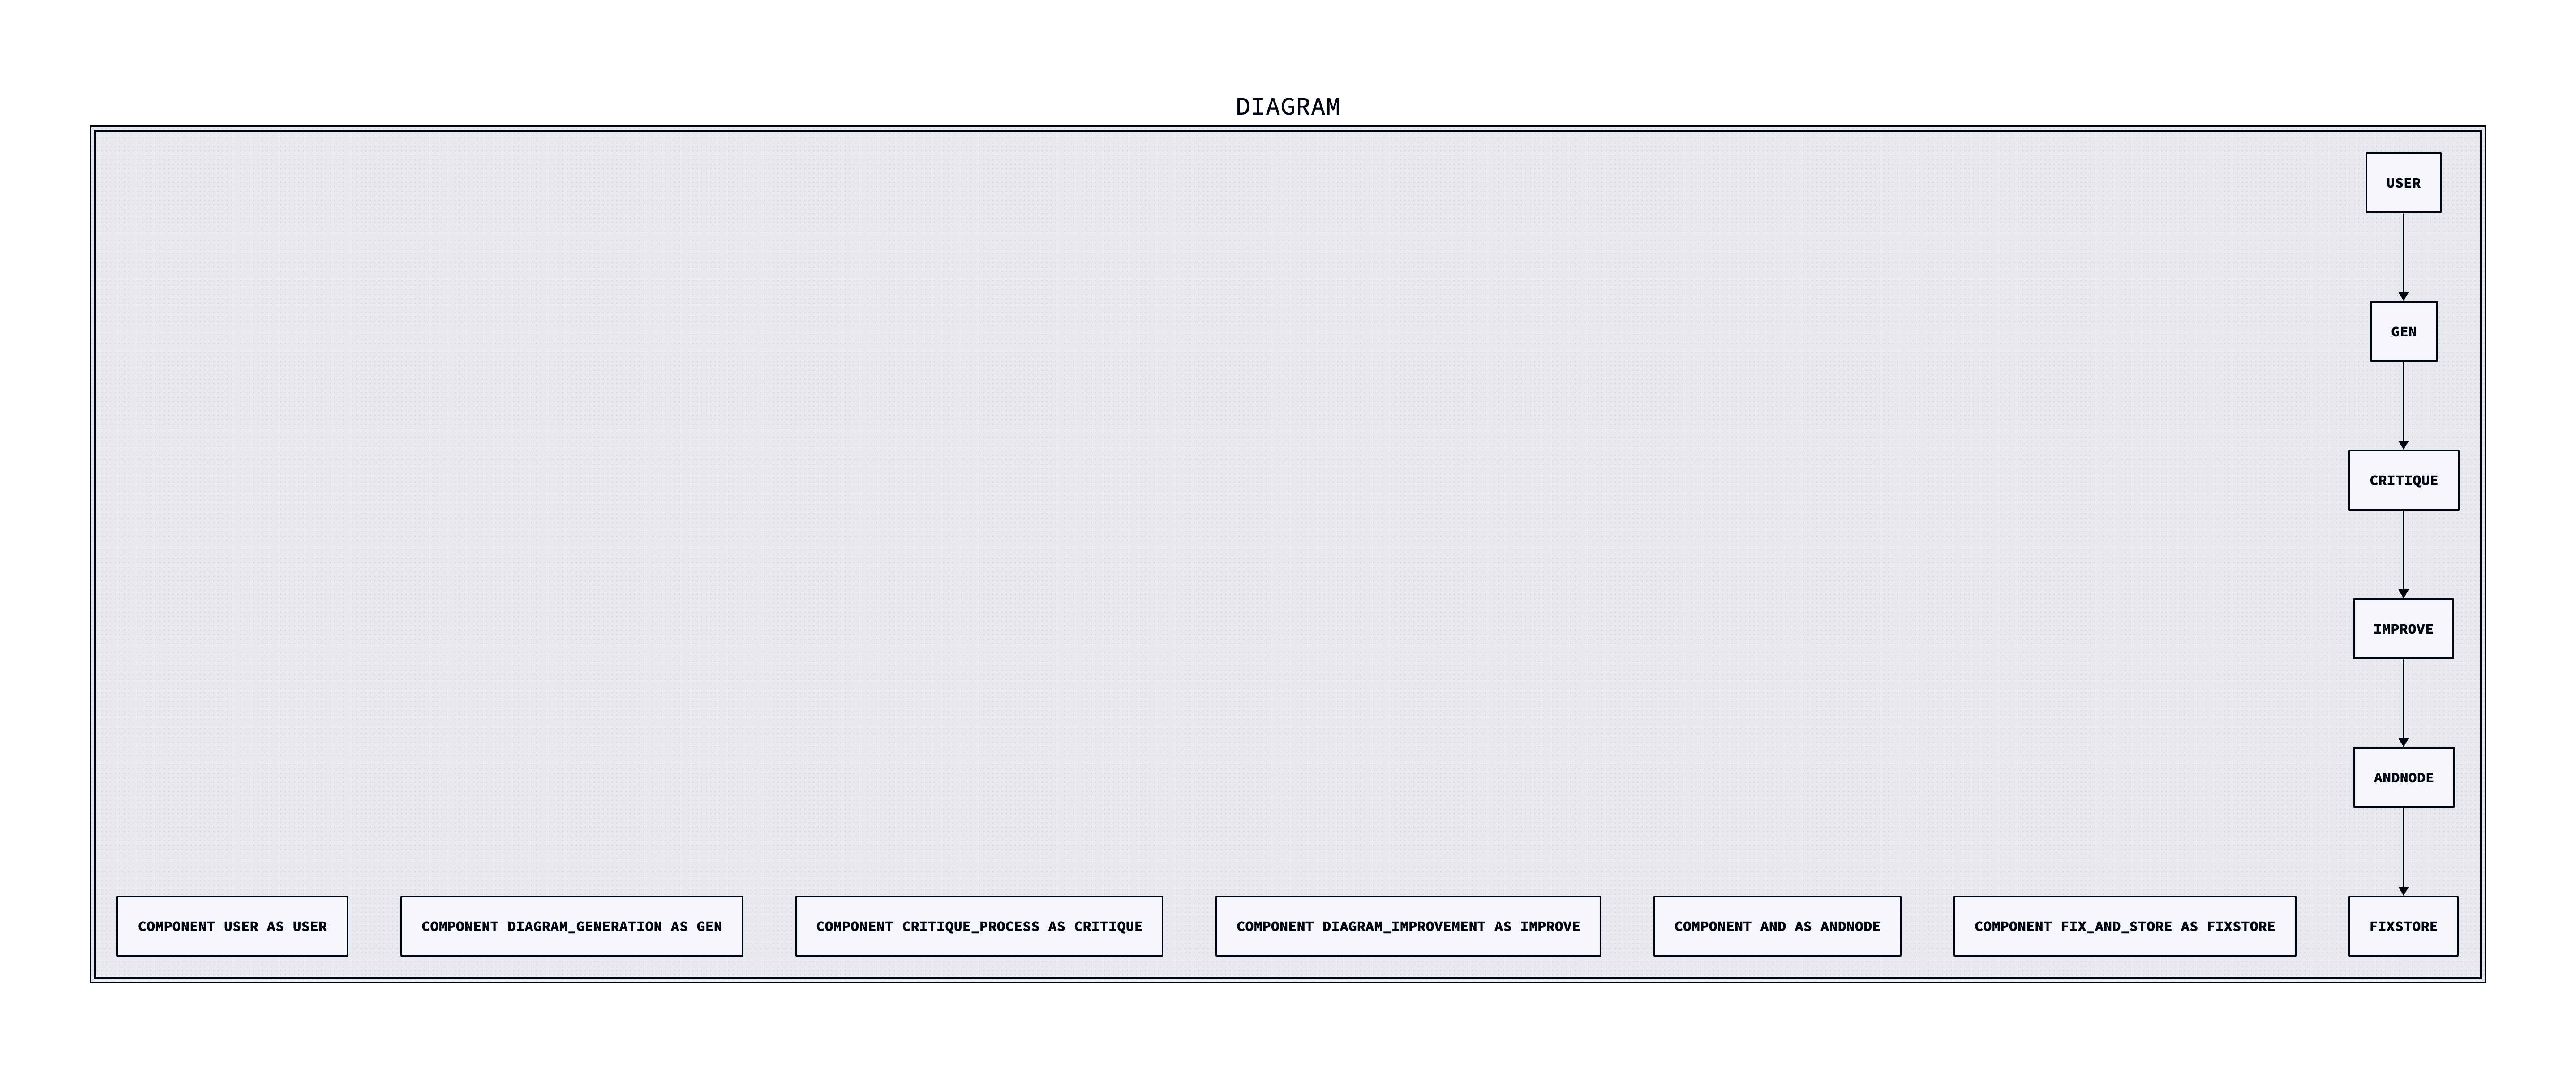 DIAGRAM
USER
GEN
CRITIQUE
IMPROVE
ANDNODE
COMPONENT USER AS USER
COMPONENT DIAGRAM_GENERATION AS GEN
COMPONENT CRITIQUE_PROCESS AS CRITIQUE
COMPONENT DIAGRAM_IMPROVEMENT AS IMPROVE
COMPONENT AND AS ANDNODE
COMPONENT FIX_AND_STORE AS FIXSTORE
FIXSTORE